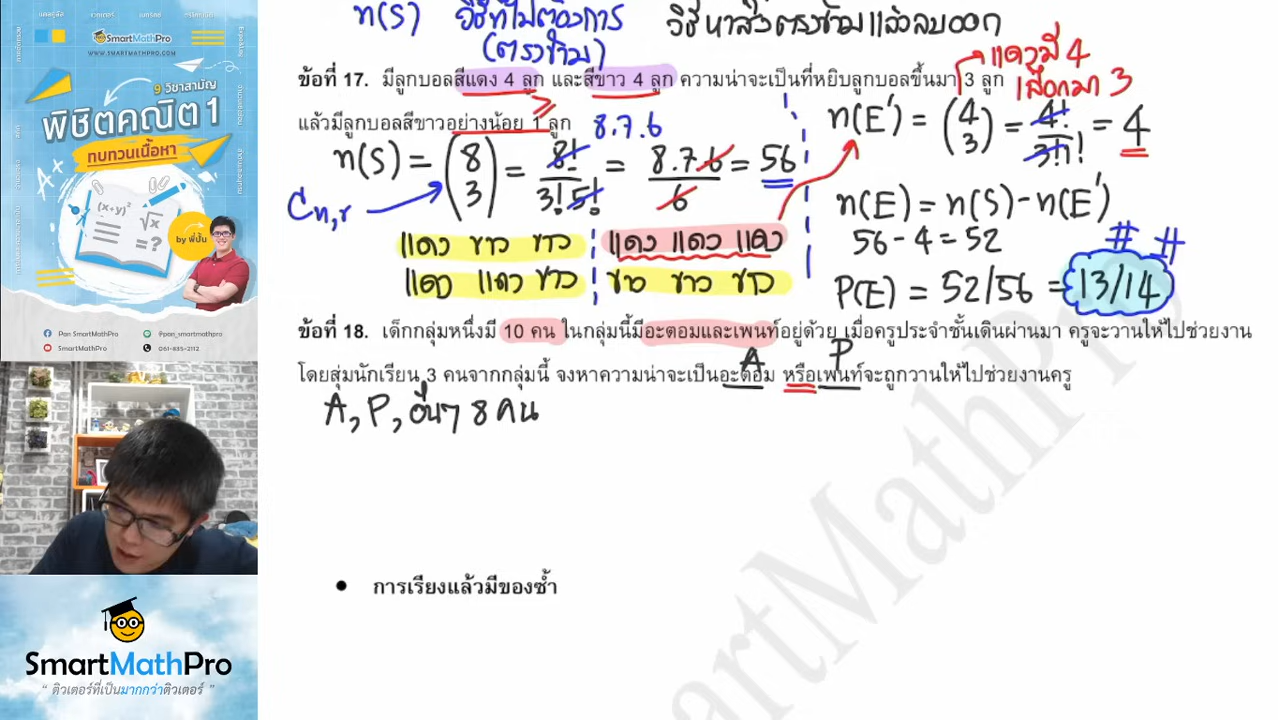 แคลคูลัส
SmartMathPro
WWW.SMARTMATHPRO.COM
9 วิชาสามัญ
พิชิตคณิต 1
ทบทวนเนื้อหา
A+
(x+y)²
√x
=?
by พี่ปั้น
Pan SmartMathPro
@pan_smartmathpro
SmartMathPro
061-835-2112
SmartMathPro
“ ติวเตอร์ที่เป็นมากกว่าติวเตอร์ ”
n(S) วิธีที่ไม่ต้องการ วิธีหาสิ่งตรงข้ามแล้วลบออก
(ตรงข้าม)
ข้อที่ 17. มีลูกบอลสีแดง 4 ลูก และสีขาว 4 ลูก ความน่าจะเป็นที่หยิบลูกบอลขึ้นมา 3 ลูก
แล้วมีลูกบอลสีขาวอย่างน้อย 1 ลูก 8.7.6
≥
แดงมี 4
เลือกมา 3
n(S) = (8 3) = 8!/3!5! = 8.7.6/6 = 56
Cn,r
n(E') = (4 3) = 4!/3!1! = 4
n(E) = n(S) - n(E')
56 - 4 = 52
P(E) = 52/56 = 13/14 # #
แดง ขาว ขาว แดง แดง แดง
แดง แดง ขาว ขาว ขาว ขาว
ข้อที่ 18. เด็กกลุ่มหนึ่งมี 10 คน ในกลุ่มนี้มีอะตอมและเพนท์อยู่ด้วย เมื่อครูประจำชั้นเดินผ่านมา ครูจะวานให้ไปช่วยงาน
A P
โดยสุ่มนักเรียน 3 คนจากกลุ่มนี้ จงหาความน่าจะเป็นอะตอม หรือเพนท์จะถูกวานให้ไปช่วยงานครู
A, P, อื่นๆ 8 คน
• การเรียงแล้วมีของซ้ำ
SmartMathPro